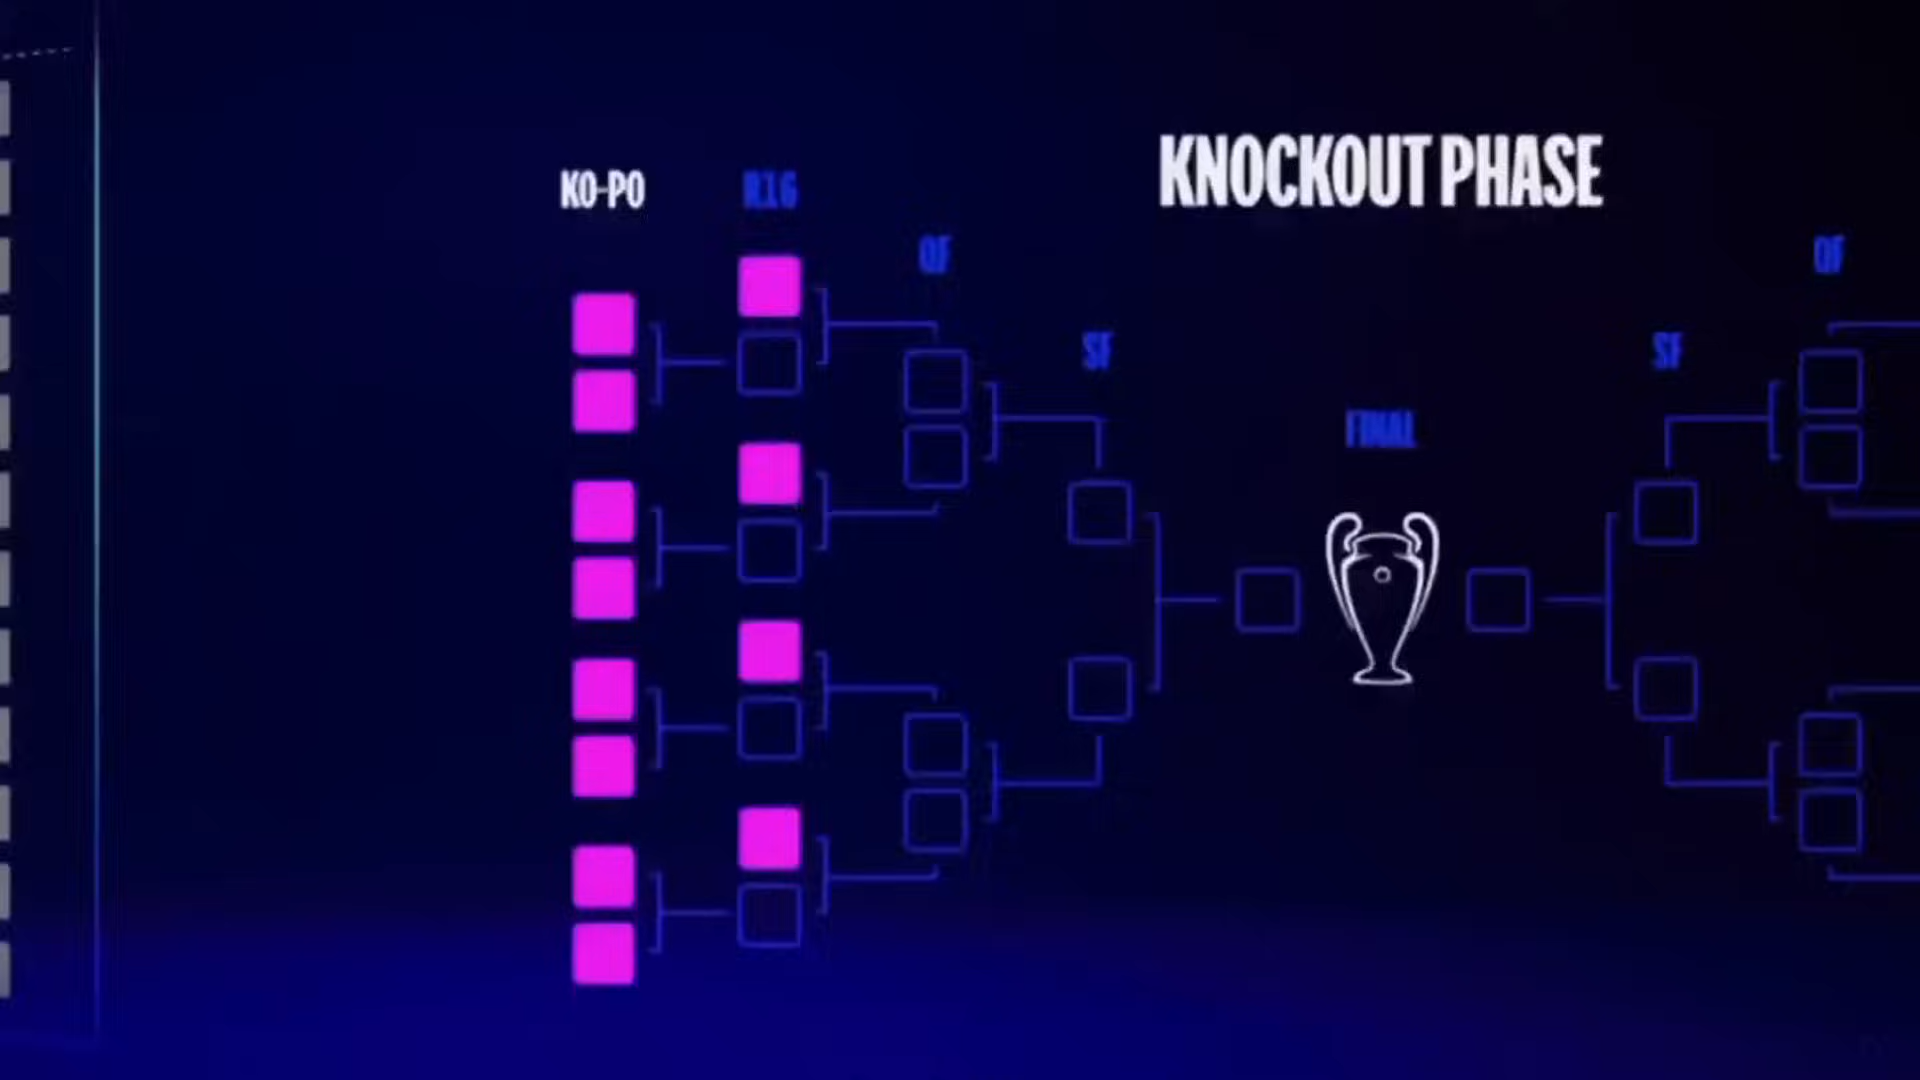 KNOCKOUT PHASE
KO-PO
R16
QF
QF
SF
SF
FINAL